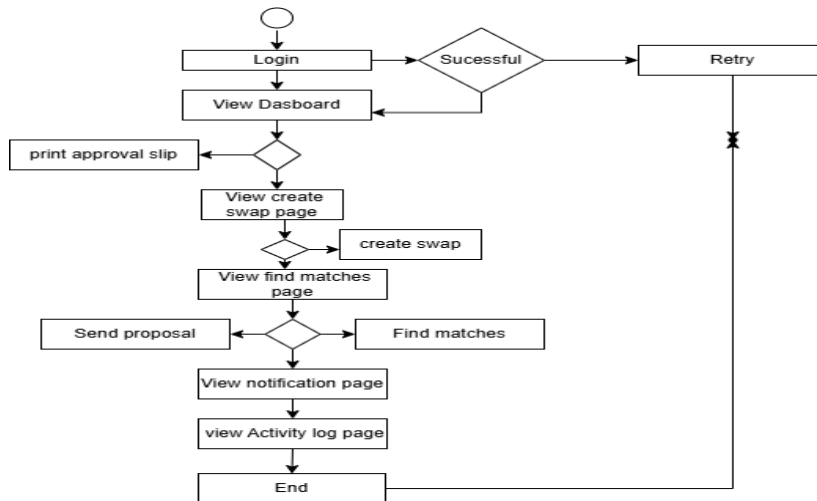 Login
Sucessful
Retry
View Dasboard
print approval slip
View create
swap page
create swap
View find matches
page
Send proposal
Find matches
View notification page
view Activity log page
End